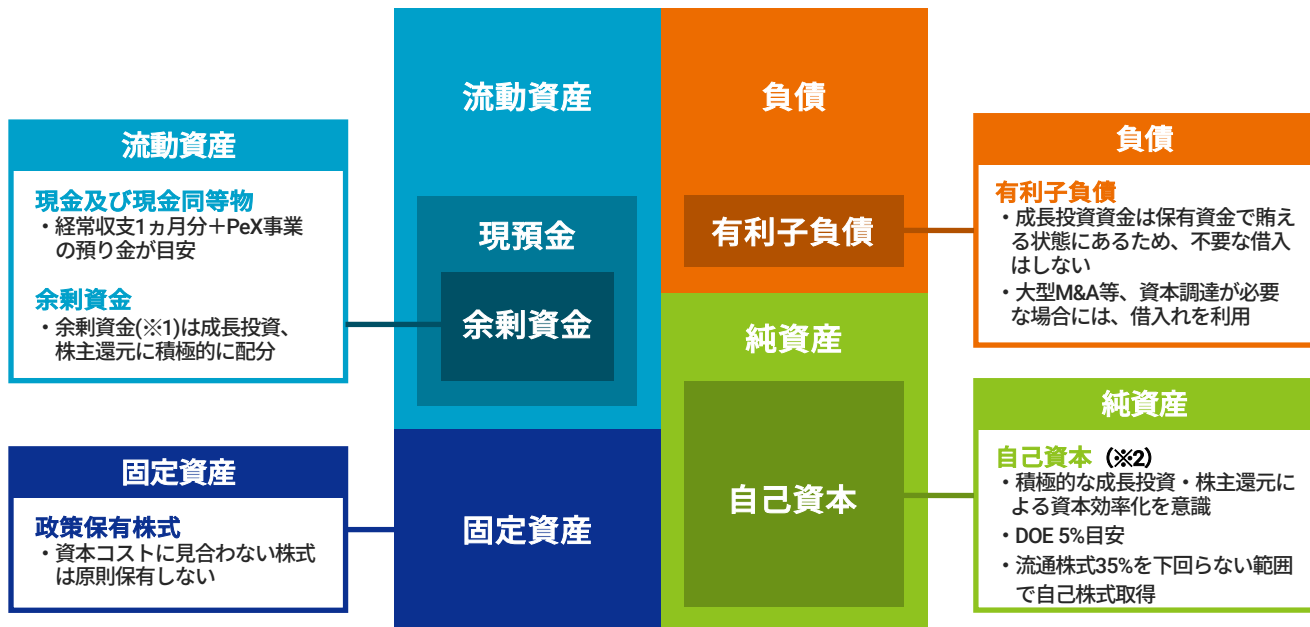 流動資産
現金及び現金同等物
・経常収支1ヵ月分＋PeX事業
の預り金が目安
余剰資金
・余剰資金(※1)は成長投資、
株主還元に積極的に配分
固定資産
政策保有株式
・資本コストに見合わない株式
は原則保有しない
流動資産
現預金
余剰資金
固定資産
負債
有利子負債
純資産
自己資本
負債
有利子負債
・成長投資資金は保有資金で賄え
る状態にあるため、不要な借入
はしない
・大型M&A等、資本調達が必要
な場合には、借入れを利用
純資産
自己資本（※2）
・積極的な成長投資・株主還元に
よる資本効率化を意識
・DOE 5%目安
・流通株式35%を下回らない範囲
で自己株式取得